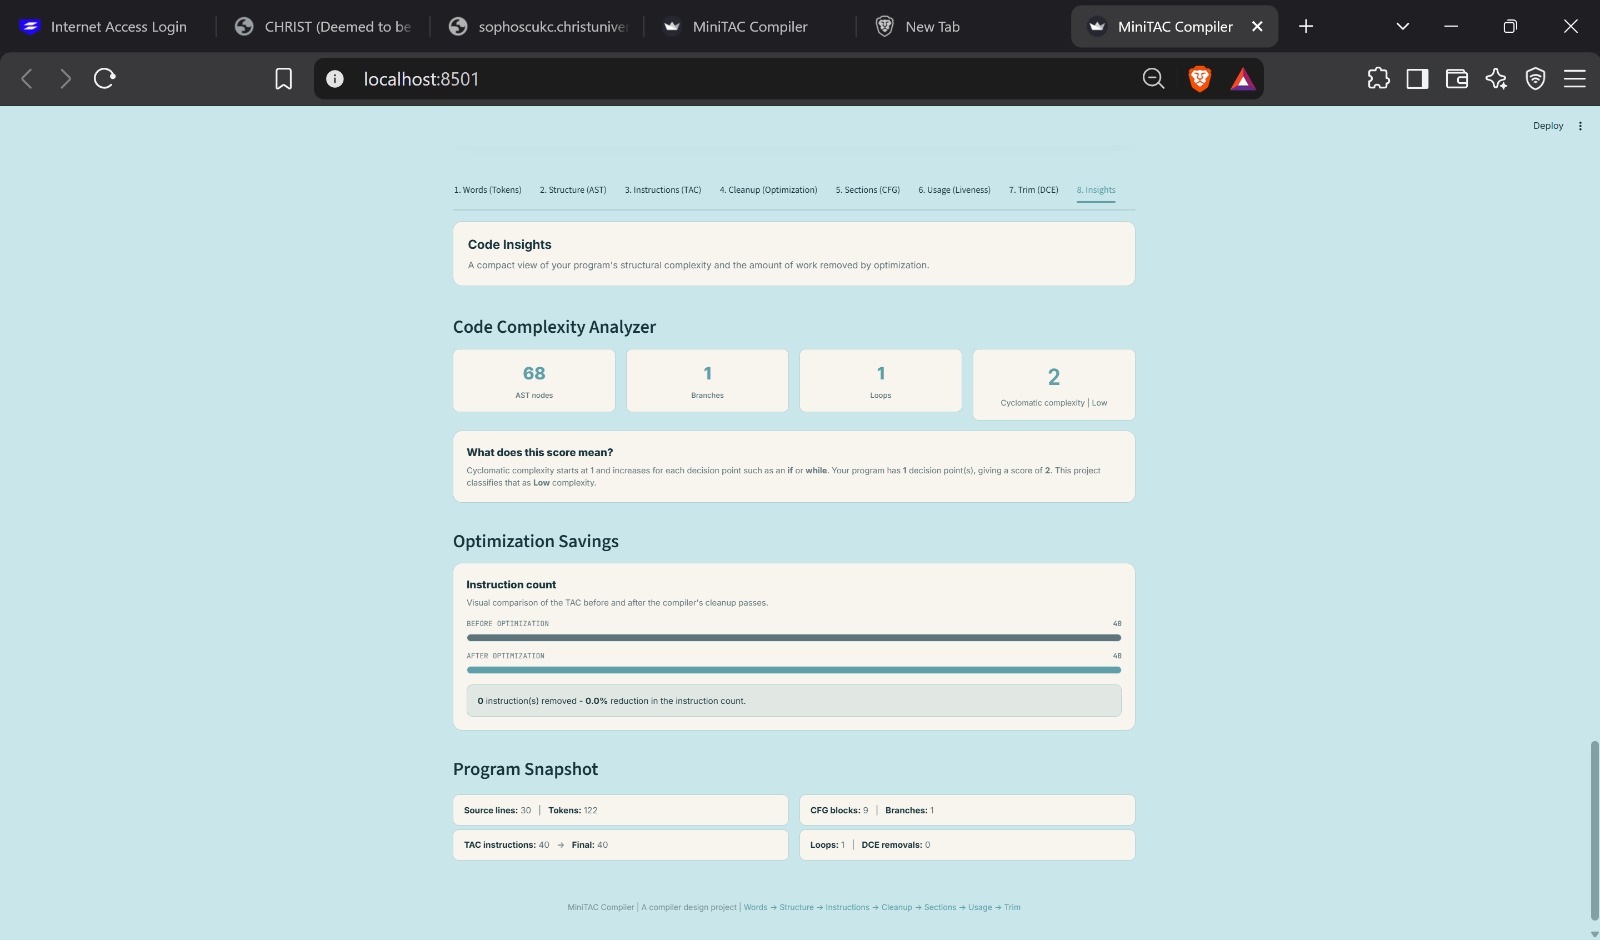 Internet Access Login
CHRIST (Deemed to be
sophoscukc.christuniver
MiniTAC Compiler
New Tab
MiniTAC Compiler
localhost:8501
Deploy
1. Words (Tokens) 2. Structure (AST) 3. Instructions (TAC) 4. Cleanup (Optimization) 5. Sections (CFG) 6. Usage (Liveness) 7. Trim (DCE) 8. Insights
Code Insights
A compact view of your program's structural complexity and the amount of work removed by optimization.
Code Complexity Analyzer
68
AST nodes
1
Branches
1
Loops
2
Cyclomatic complexity | Low
What does this score mean?
Cyclomatic complexity starts at 1 and increases for each decision point such as an if or while. Your program has 1 decision point(s), giving a score of 2. This project
classifies that as Low complexity.
Optimization Savings
Instruction count
Visual comparison of the TAC before and after the compiler's cleanup passes.
BEFORE OPTIMIZATION 40
AFTER OPTIMIZATION 40
0 instruction(s) removed - 0.0% reduction in the instruction count.
Program Snapshot
Source lines: 30 | Tokens: 122
CFG blocks: 9 | Branches: 1
TAC instructions: 40 → Final: 40
Loops: 1 | DCE removals: 0
MiniTAC Compiler | A compiler design project | Words → Structure → Instructions → Cleanup → Sections → Usage → Trim